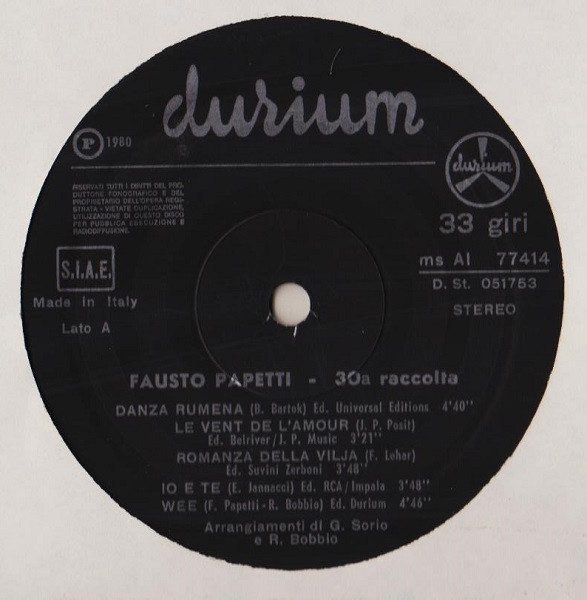 durium
P 1980
durium
RISERVATI TUTTI I DIRITTI DEL PRO-
DUTTORE FONOGRAFICO E DEL
PROPRIETARIO DELL'OPERA REGI-
STRATA - VIETATE DUPLICAZIONE,
UTILIZZAZIONE DI QUESTO DISCO
PER PUBBLICA ESECUZIONE E
RADIODIFFUSIONE.
33 giri
S.I.A.E.
ms AI 77414
D. St. 051753
Made in Italy
STEREO
Lato A
FAUSTO PAPETTI - 30a raccolta
DANZA RUMENA (B. Bartok) Ed. Universal Editions 4'40''
LE VENT DE L'AMOUR (J. P. Posit)
Ed. Belriver/J. P. Music 3'21''
ROMANZA DELLA VILJA (F. Lehar)
Ed. Suvini Zerboni 3'48''
IO E TE (E. Jannacci) Ed. RCA/Impala 3'48''
WEE (F. Papetti-R. Bobbio) Ed. Durium 4'46''
Arrangiamenti di G. Sorio
e R. Bobbio